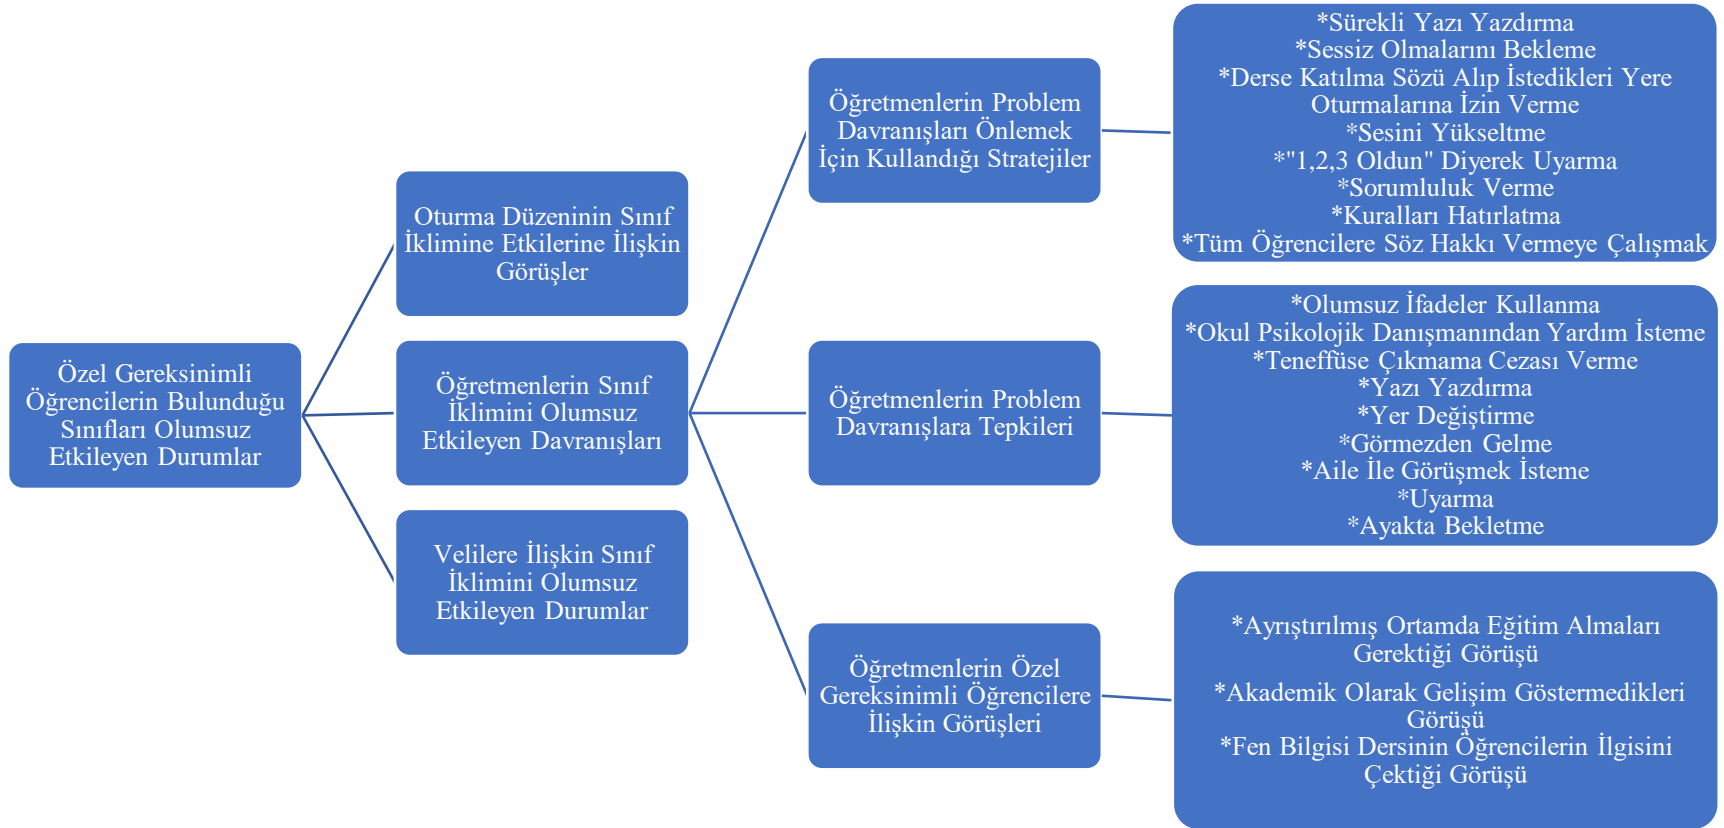 Özel Gereksinimli
Öğrencilerin Bulunduğu
Sınıfları Olumsuz
Etkileyen Durumlar
Oturma Düzeninin Sınıf
İklimine Etkilerine İlişkin
Görüşler
Öğretmenlerin Sınıf
İklimini Olumsuz
Etkileyen Davranışları
Velilere İlişkin Sınıf
İklimini Olumsuz
Etkileyen Durumlar
Öğretmenlerin Problem
Davranışları Önlemek
İçin Kullandığı Stratejiler
*Sürekli Yazı Yazdırma
*Sessiz Olmalarını Bekleme
*Derse Katılma Sözü Alıp İstedikleri Yere
Oturmalarına İzin Verme
*Sesini Yükseltme
*"1,2,3 Oldun" Diyerek Uyarma
*Sorumluluk Verme
*Kuralları Hatırlatma
*Tüm Öğrencilere Söz Hakkı Vermeye Çalışmak
Öğretmenlerin Problem
Davranışlara Tepkileri
*Olumsuz İfadeler Kullanma
*Okul Psikolojik Danışmanından Yardım İsteme
*Teneffüse Çıkmama Cezası Verme
*Yazı Yazdırma
*Yer Değiştirme
*Görmezden Gelme
*Aile İle Görüşmek İsteme
*Uyarma
*Ayakta Bekletme
Öğretmenlerin Özel
Gereksinimli Öğrencilere
İlişkin Görüşleri
*Ayrıştırılmış Ortamda Eğitim Almaları
Gerektiği Görüşü
*Akademik Olarak Gelişim Göstermedikleri
Görüşü
*Fen Bilgisi Dersinin Öğrencilerin İlgisini
Çektiği Görüşü